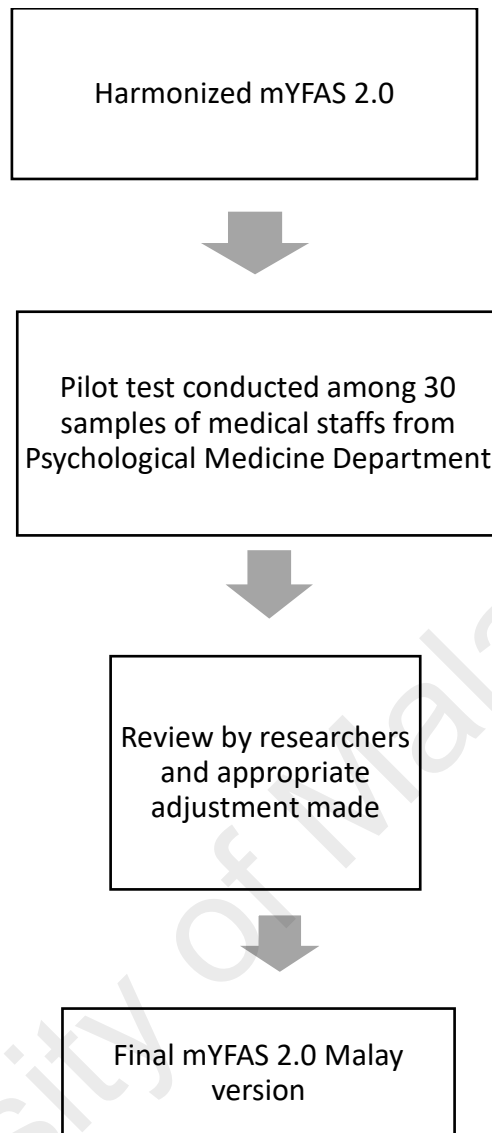 Harmonized mYFAS 2.0
Pilot test conducted among 30
samples of medical staffs from
Psychological Medicine Department
Review by researchers
and appropriate
adjustment made
Final mYFAS 2.0 Malay
version